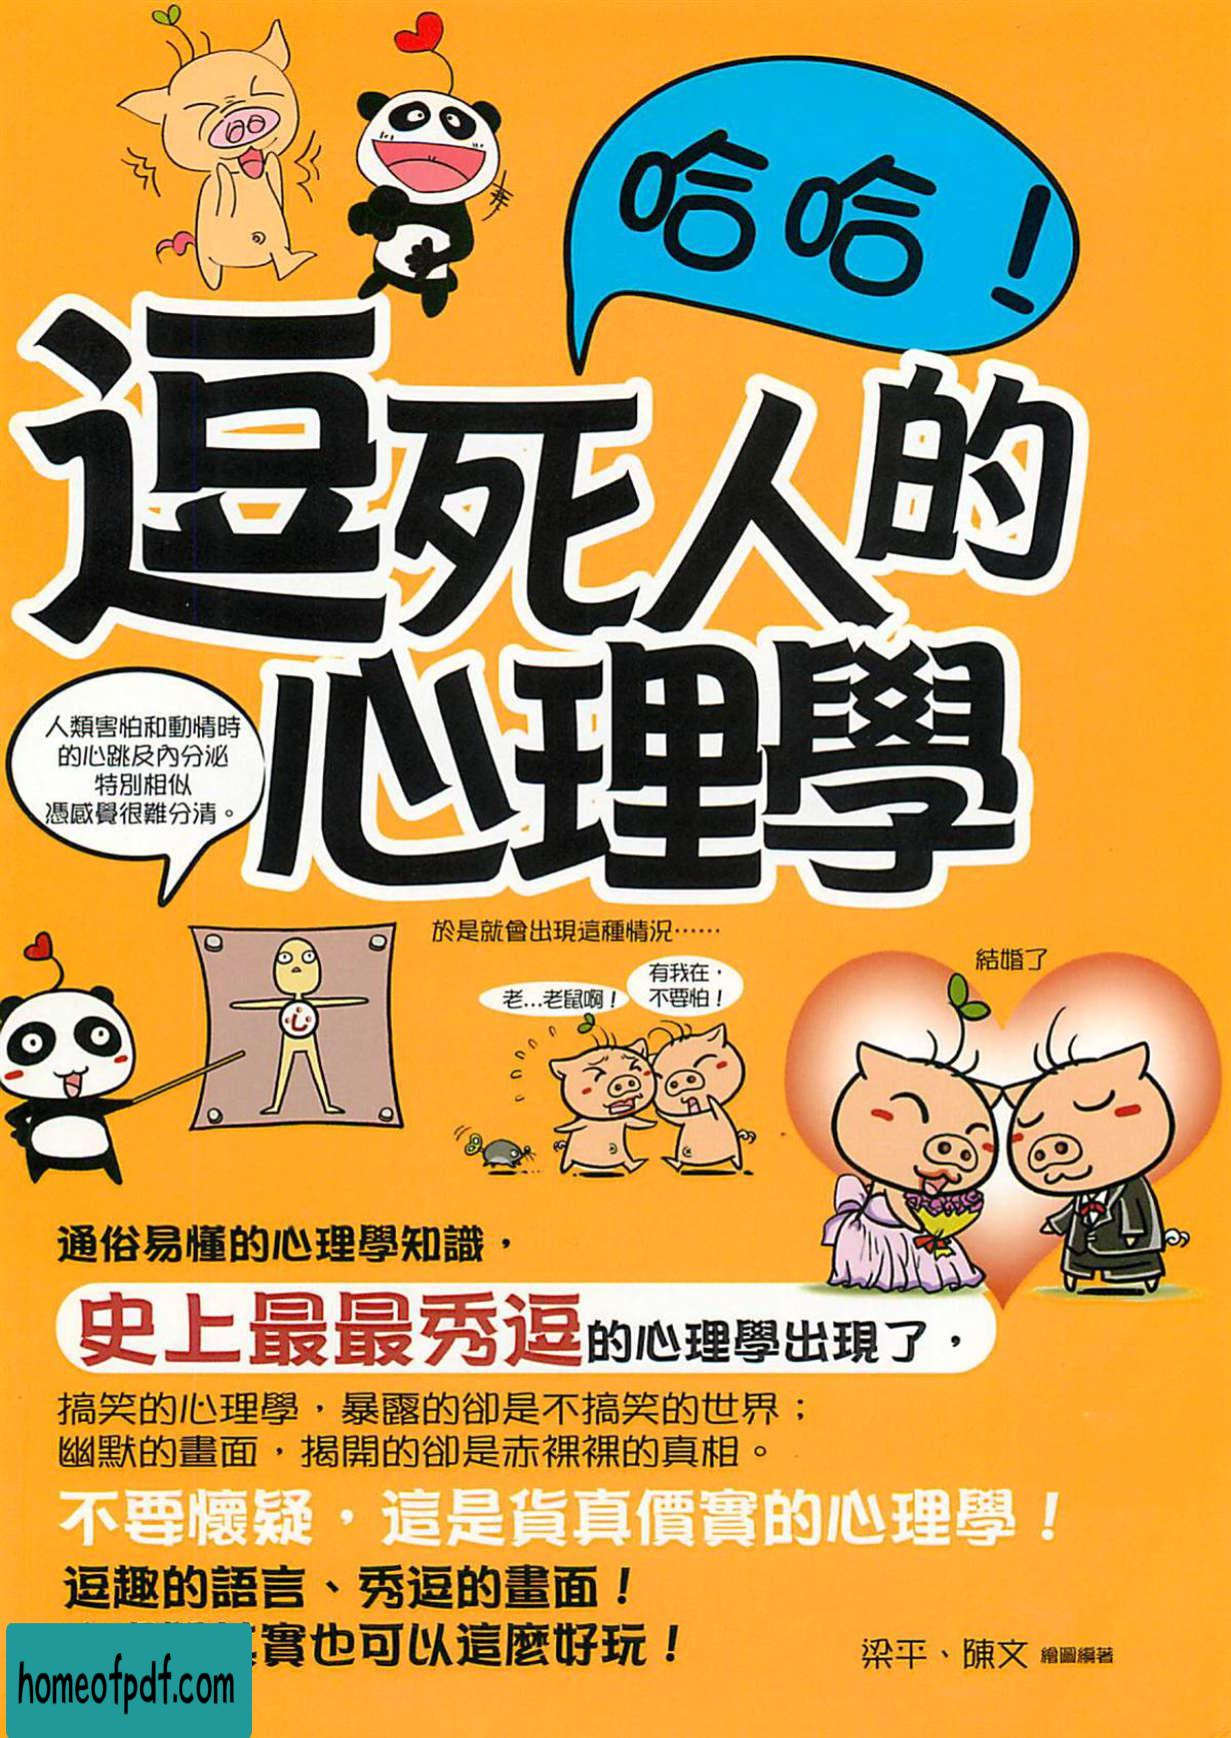 哈哈！
逗死人的
心理學
人類害怕和動情時
的心跳及內分泌
特別相似
憑感覺很難分清。
於是就會出現這種情況……
老…老鼠啊！
有我在，
不要怕！
結婚了
心
通俗易懂的心理學知識，
史上最最秀逗的心理學出現了，
搞笑的心理學，暴露的卻是不搞笑的世界；
幽默的畫面，揭開的卻是赤裸裸的真相。
不要懷疑，這是貨真價實的心理學！
逗趣的語言、秀逗的畫面！
實也可以這麼好玩！
梁平、陳文 繪圖編著
homeofpdf.com